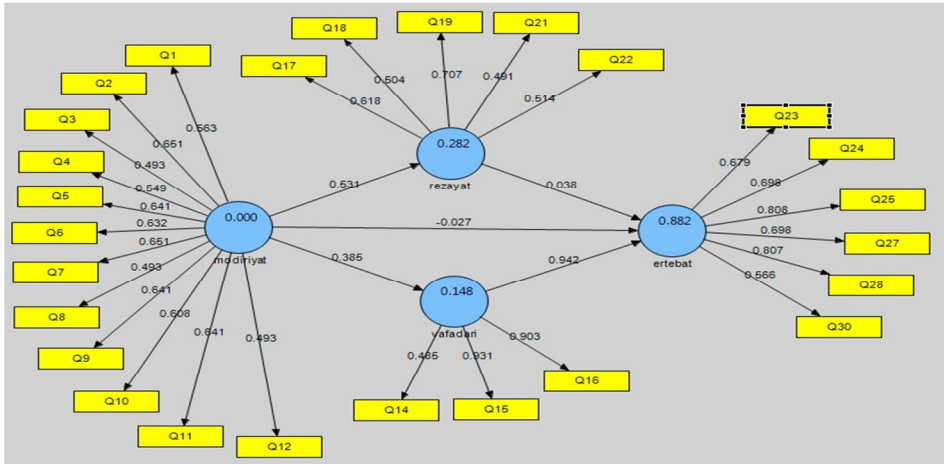 Q1
Q2
Q3
Q4
Q5
Q6
Q7
Q8
Q9
Q10
Q11
Q12
0.563
0.651
0.493
0.549
0.641
0.632
0.651
0.493
0.641
0.608
0.641
0.493
0.000
modiriyat
Q17
Q18
Q19
Q21
Q22
0.618
0.504
0.707
0.491
0.514
0.282
rezayat
0.531
-0.027
0.385
0.038
0.942
0.148
vafadari
0.485
0.931
0.903
Q14
Q15
Q16
0.882
ertebat
0.679
0.698
0.808
0.698
0.807
0.566
Q23
Q24
Q25
Q27
Q28
Q30